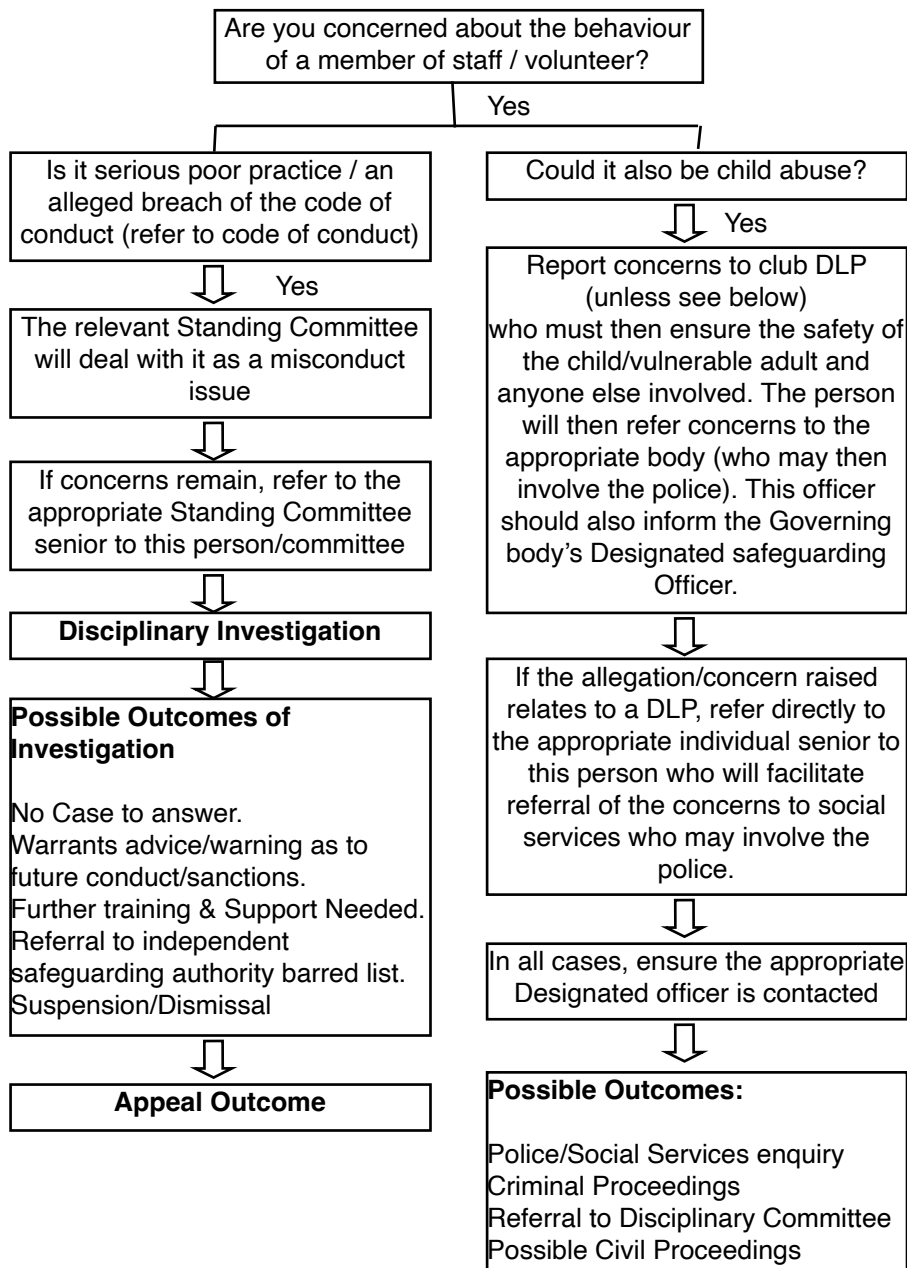 Are you concerned about the behaviour
of a member of staff / volunteer?
Yes
Is it serious poor practice / an
alleged breach of the code of
conduct (refer to code of conduct)
Yes
The relevant Standing Committee
will deal with it as a misconduct
issue
If concerns remain, refer to the
appropriate Standing Committee
senior to this person/committee
Disciplinary Investigation
Possible Outcomes of
Investigation
No Case to answer.
Warrants advice/warning as to
future conduct/sanctions.
Further training & Support Needed.
Referral to independent
safeguarding authority barred list.
Suspension/Dismissal
Appeal Outcome
Could it also be child abuse?
Yes
Report concerns to club DLP
(unless see below)
who must then ensure the safety of
the child/vulnerable adult and
anyone else involved. The person
will then refer concerns to the
appropriate body (who may then
involve the police). This officer
should also inform the Governing
body’s Designated safeguarding
Officer.
If the allegation/concern raised
relates to a DLP, refer directly to
the appropriate individual senior to
this person who will facilitate
referral of the concerns to social
services who may involve the
police.
In all cases, ensure the appropriate
Designated officer is contacted
Possible Outcomes:
Police/Social Services enquiry
Criminal Proceedings
Referral to Disciplinary Committee
Possible Civil Proceedings